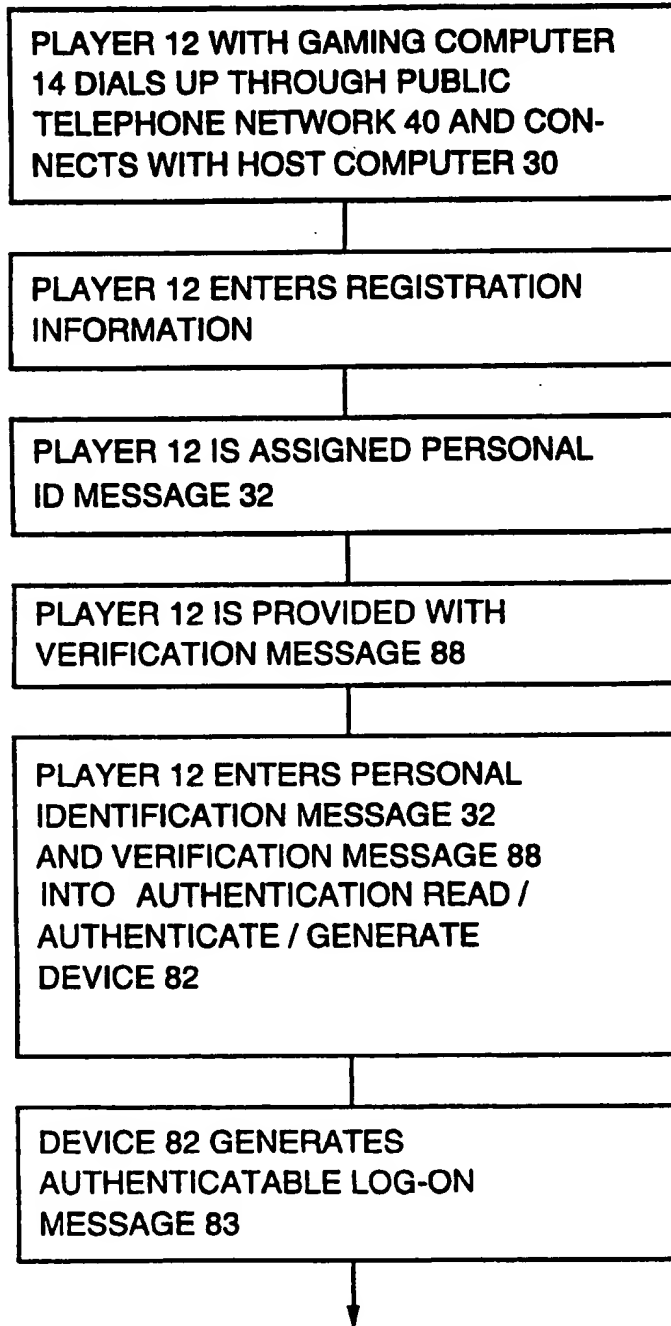 PLAYER 12 WITH GAMING COMPUTER
14 DIALS UP THROUGH PUBLIC
TELEPHONE NETWORK 40 AND CON-
NECTS WITH HOST COMPUTER 30
PLAYER 12 ENTERS REGISTRATION
INFORMATION
PLAYER 12 IS ASSIGNED PERSONAL
ID MESSAGE 32
PLAYER 12 IS PROVIDED WITH
VERIFICATION MESSAGE 88
PLAYER 12 ENTERS PERSONAL
IDENTIFICATION MESSAGE 32
AND VERIFICATION MESSAGE 88
INTO AUTHENTICATION READ /
AUTHENTICATE / GENERATE
DEVICE 82
DEVICE 82 GENERATES
AUTHENTICATABLE LOG-ON
MESSAGE 83